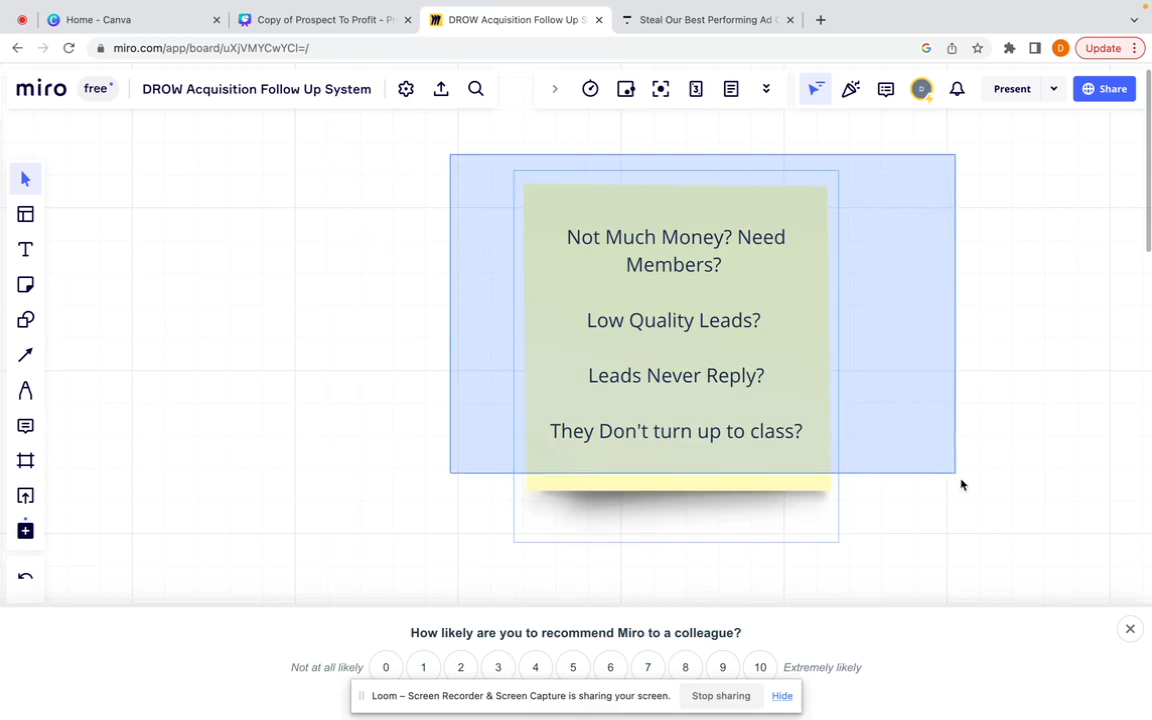 Home - Canva
Copy of Prospect To Profit - Pr
DROW Acquisition Follow Up S
Steal Our Best Performing Ad C
miro.com/app/board/uXjVMYCwYCI=/
D
Update
miro
free
DROW Acquisition Follow Up System
3
D
Present
Share
Not Much Money? Need
Members?
Low Quality Leads?
Leads Never Reply?
They Don't turn up to class?
How likely are you to recommend Miro to a colleague?
Not at all likely 0 1 2 3 4 5 6 7 8 9 10 Extremely likely
Loom – Screen Recorder & Screen Capture is sharing your screen. Stop sharing Hide